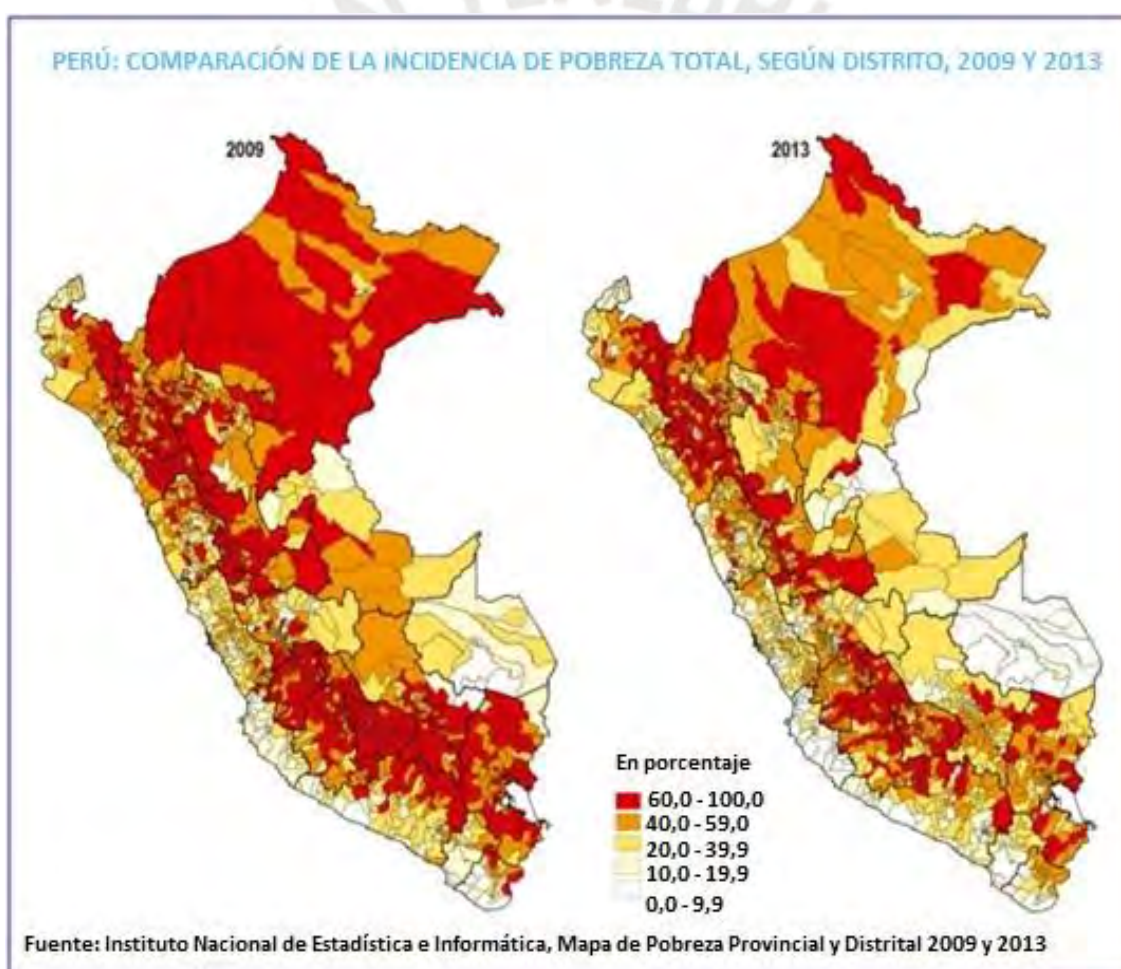 PERÚ: COMPARACIÓN DE LA INCIDENCIA DE POBREZA TOTAL, SEGÚN DISTRITO, 2009 Y 2013
2009
2013
En porcentaje
60,0 - 100,0
40,0 - 59,0
20,0 - 39,9
10,0 - 19,9
0,0 - 9,9
Fuente: Instituto Nacional de Estadística e Informática, Mapa de Pobreza Provincial y Distrital 2009 y 2013